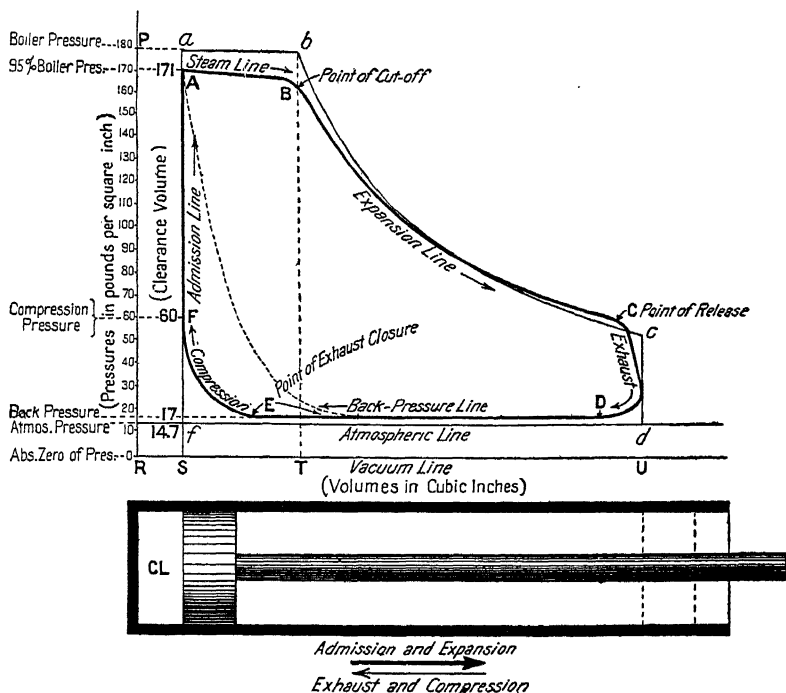 Boiler Pressure
P
a
b
95% Boiler Pres.
171
Steam Line
A
B
Point of Cut-off
180
170
160
150
140
130
120
110
100
90
80
70
60
50
40
30
20
10
0
(Pressures in pounds per square inch)
(Clearance Volume)
Admission Line
Expansion Line
Compression
Pressure
60
F
C Point of Release
c
Exhaust
Compression
Point of Exhaust Closure
E
Back-Pressure Line
D
Back Pressure
17
Atmos. Pressure
14.7
f
Atmospheric Line
d
Abs. Zero of Pres.
R
S
T
Vacuum Line
U
(Volumes in Cubic Inches)
CL
Admission and Expansion
Exhaust and Compression